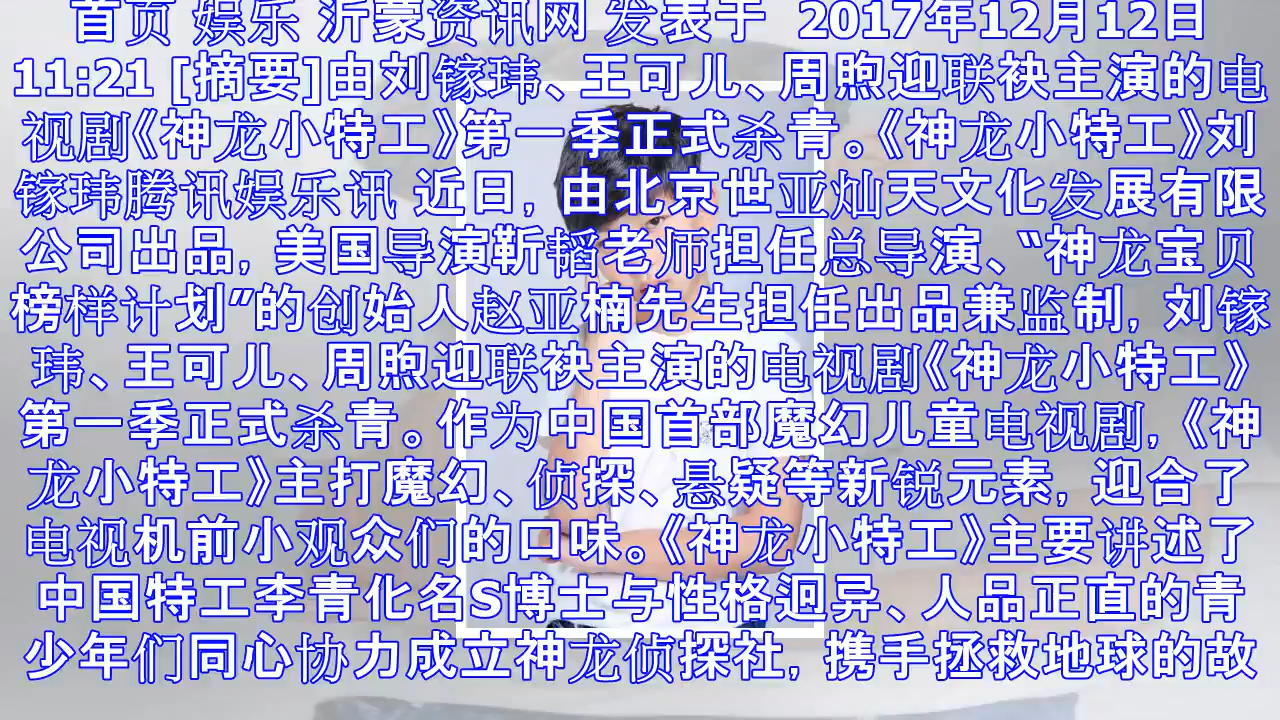 首页 娱乐 沂蒙资讯网 发表于 2017年12月12日
11:21 [摘要]由刘镓玮、王可儿、周煦迎联袂主演的电
视剧《神龙小特工》第一季正式杀青。《神龙小特工》刘
镓玮腾讯娱乐讯 近日, 由北京世亚灿天文化发展有限
公司出品, 美国导演靳韬老师担任总导演、“神龙宝贝
榜样计划”的创始人赵亚楠先生担任出品兼监制, 刘镓
玮、王可儿、周煦迎联袂主演的电视剧《神龙小特工》
第一季正式杀青。作为中国首部魔幻儿童电视剧, 《神
龙小特工》主打魔幻、侦探、悬疑等新锐元素, 迎合了
电视机前小观众们的口味。《神龙小特工》主要讲述了
中国特工李青化名S博士与性格迥异、人品正直的青
少年们同心协力成立神龙侦探社, 携手拯救地球的故